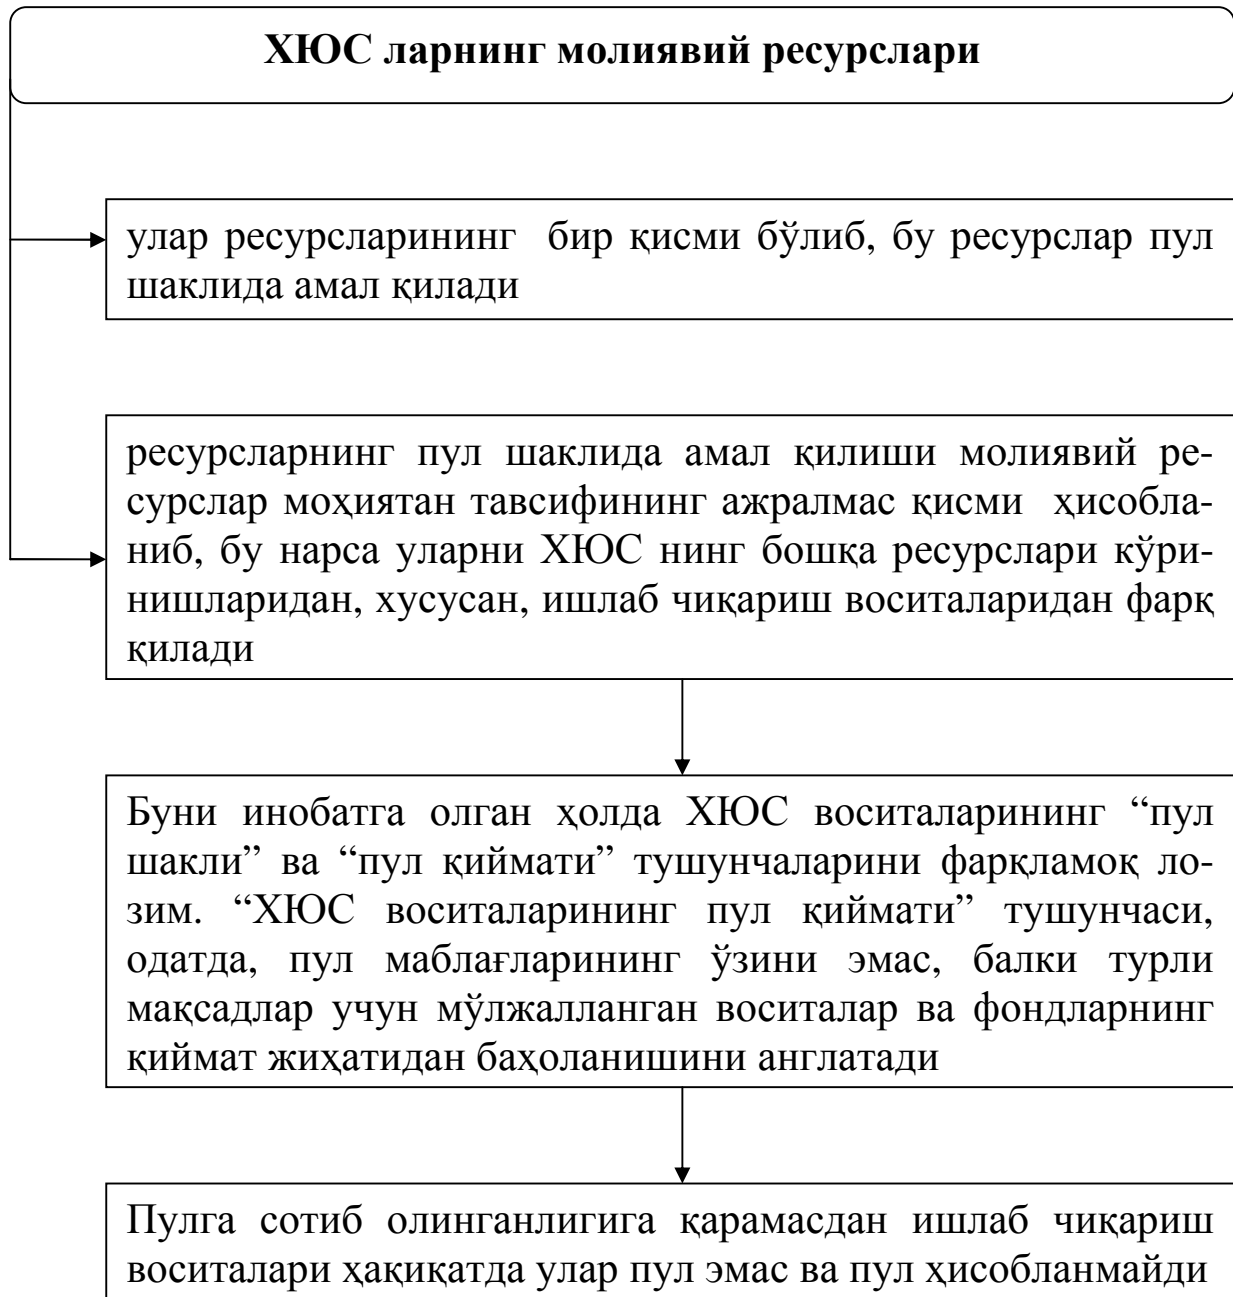 ХЮС ларнинг молиявий ресурслари
улар ресурсларининг бир қисми бўлиб, бу ресурслар пул
шаклида амал қилади
ресурсларнинг пул шаклида амал қилиши молиявий ре-
сурслар моҳиятан тавсифининг ажралмас қисми ҳисобла-
ниб, бу нарса уларни ХЮС нинг бошқа ресурслари кўри-
нишларидан, хусусан, ишлаб чиқариш воситаларидан фарқ
қилади
Буни инобатга олган ҳолда ХЮС воситаларининг “пул
шакли” ва “пул қиймати” тушунчаларини фарқламоқ ло-
зим. “ХЮС воситаларининг пул қиймати” тушунчаси,
одатда, пул маблағларининг ўзини эмас, балки турли
мақсадлар учун мўлжалланган воситалар ва фондларнинг
қиймат жиҳатидан баҳоланишини англатади
Пулга сотиб олинганлигига қарамасдан ишлаб чиқариш
воситалари ҳақиқатда улар пул эмас ва пул ҳисобланмайди